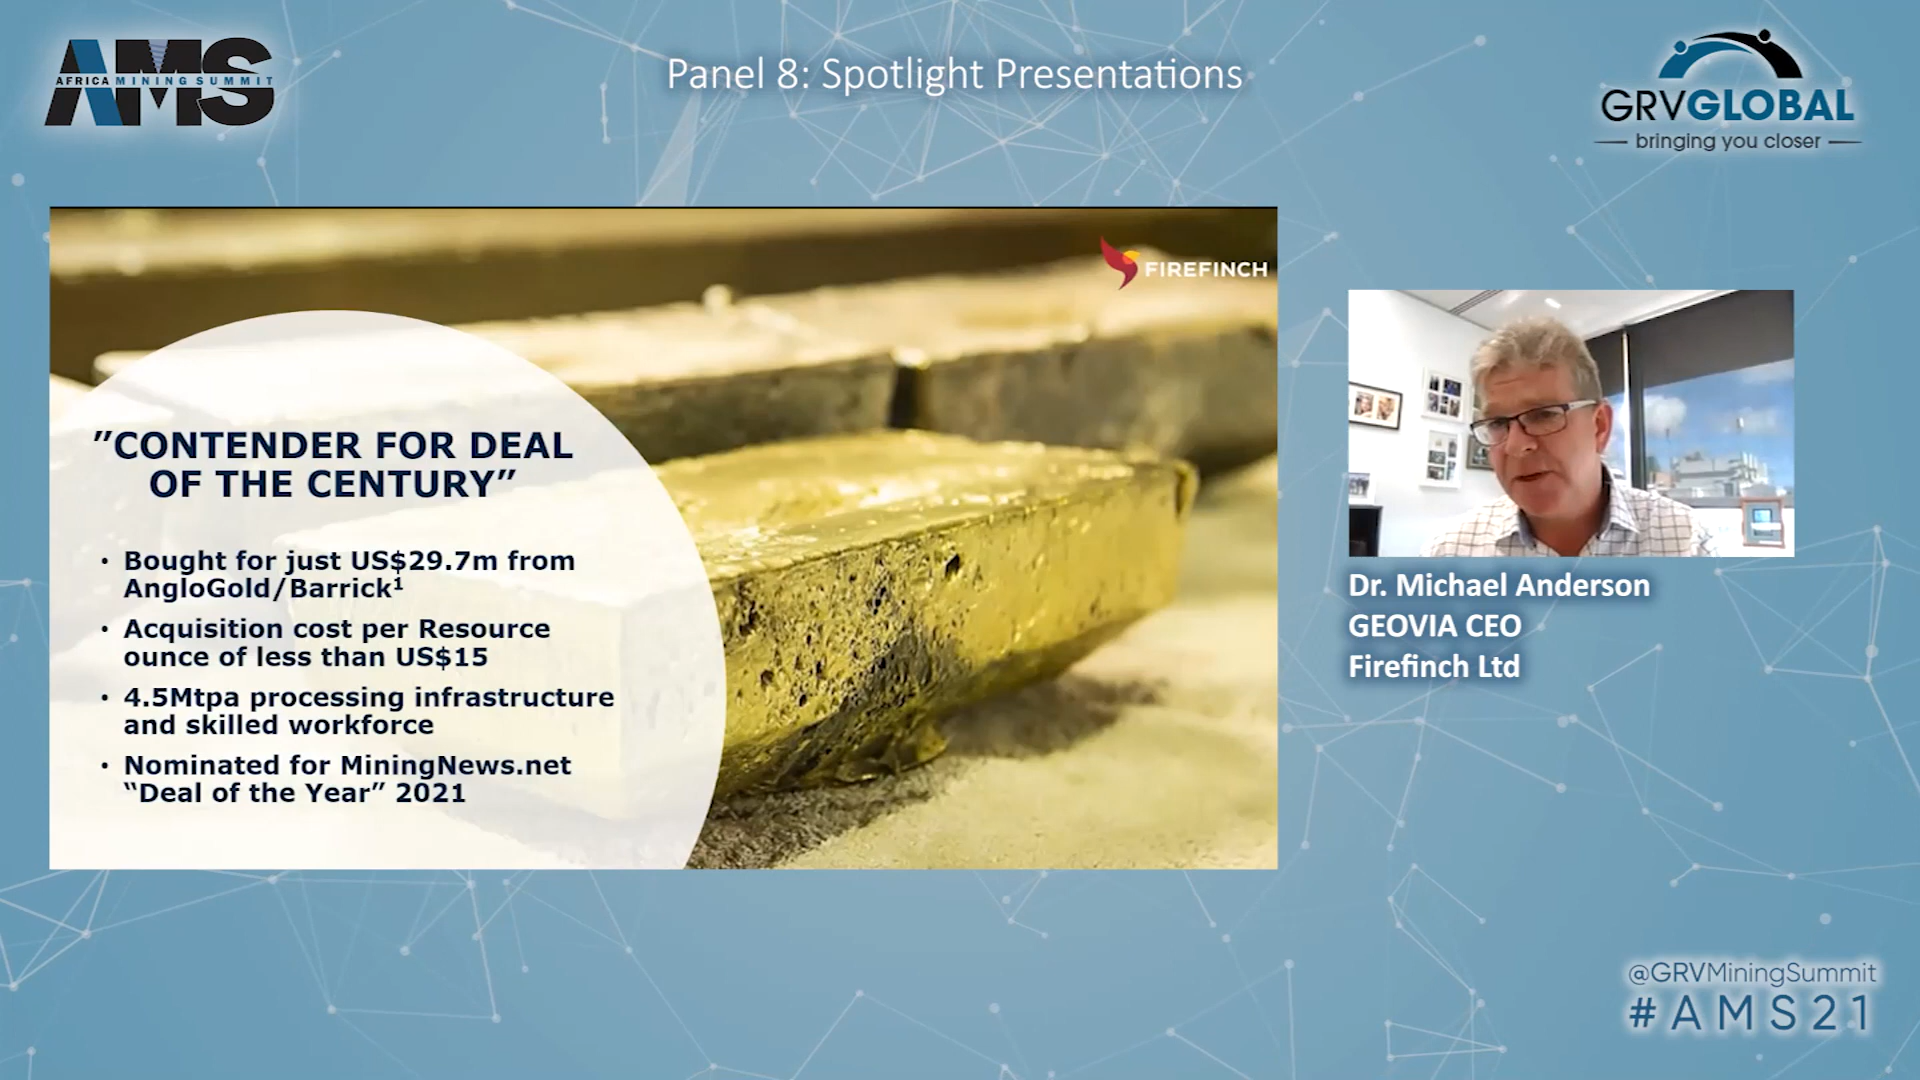 AMS
AFRICA MINING SUMMIT
Panel 8: Spotlight Presentations
GRVGLOBAL
bringing you closer
FIREFINCH
”CONTENDER FOR DEAL
OF THE CENTURY”
• Bought for just US$29.7m from
AngloGold/Barrick¹
• Acquisition cost per Resource
ounce of less than US$15
• 4.5Mtpa processing infrastructure
and skilled workforce
• Nominated for MiningNews.net
“Deal of the Year” 2021
Dr. Michael Anderson
GEOVIA CEO
Firefinch Ltd
@GRVMiningSummit
#AMS21